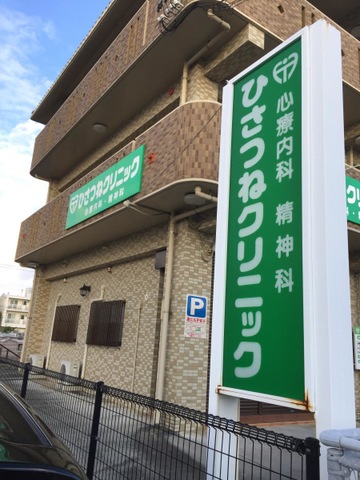 心療内科 精神科
ひさつねクリニック
ひさつねクリニック
心療内科・精神科
P